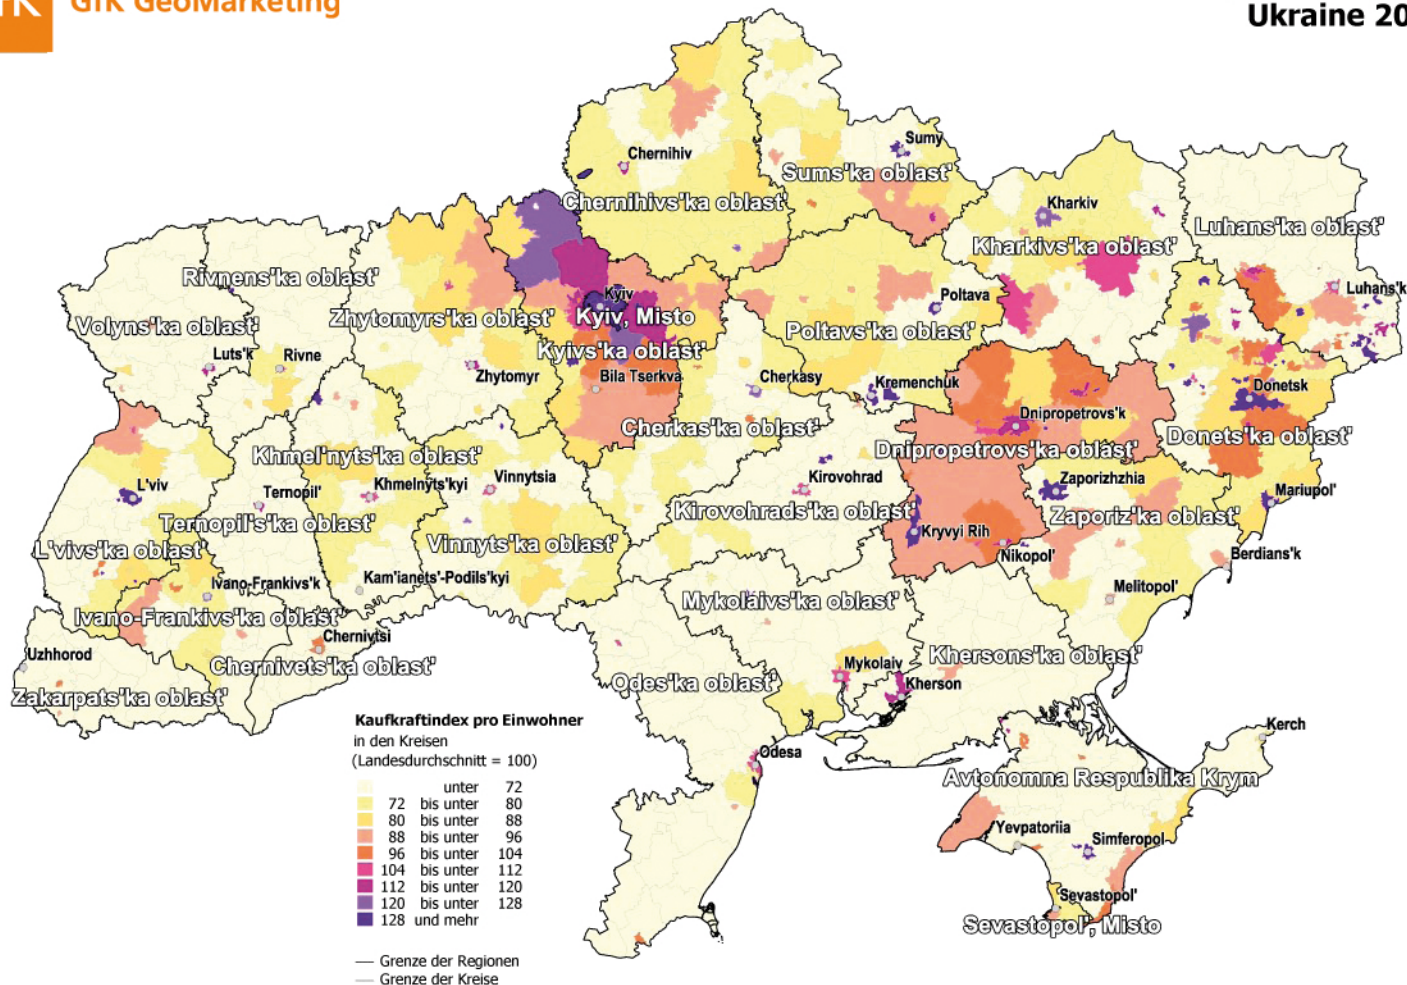 GfK GeoMarketing
Ukraine 20
Chernihiv
Sumy
Sums'ka oblast'
Chernihivs'ka oblast'
Kharkiv
Luhans'ka oblast'
Kharkivs'ka oblast'
Rivnens'ka oblast'
Luhans'k
Kyiv
Poltava
Kyiv, Misto
Zhytomyrs'ka oblast'
Volyns'ka oblast'
Poltavs'ka oblast'
Luts'k
Rivne
Kyivs'ka oblast'
Zhytomyr
Bila Tserkva
Cherkasy
Kremenchuk
Donetsk
Dnipropetrovs'k
Cherkas'ka oblast'
Donets'ka oblast'
Dnipropetrovs'ka oblast'
Khmel'nyts'ka oblast'
L'viv
Ternopil'
Khmelnyts'kyi
Vinnytsia
Kirovohrad
Zaporizhzhia
Mariupol'
Kirovohrads'ka oblast'
Zaporiz'ka oblast'
Ternopil's'ka oblast'
Kryvyi Rih
L'vivs'ka oblast'
Vinnyts'ka oblast'
Nikopol'
Berdians'k
Ivano-Frankivs'k
Kam'ianets'-Podils'kyi
Melitopol'
Mykolaivs'ka oblast'
Ivano-Frankivs'ka oblast'
Chernivtsi
Uzhhorod
Khersons'ka oblast'
Chernivets'ka oblast'
Mykolaiv
Odes'ka oblast'
Kherson
Zakarpats'ka oblast'
Kaufkraftindex pro Einwohner
in den Kreisen
(Landesdurchschnitt = 100)
Kerch
Odesa
Avtonomna Respublika Krym
unter 72
72 bis unter 80
80 bis unter 88
88 bis unter 96
96 bis unter 104
104 bis unter 112
112 bis unter 120
120 bis unter 128
128 und mehr
Yevpatoriia
Simferopol
Sevastopol'
Sevastopol', Misto
Grenze der Regionen
Grenze der Kreise